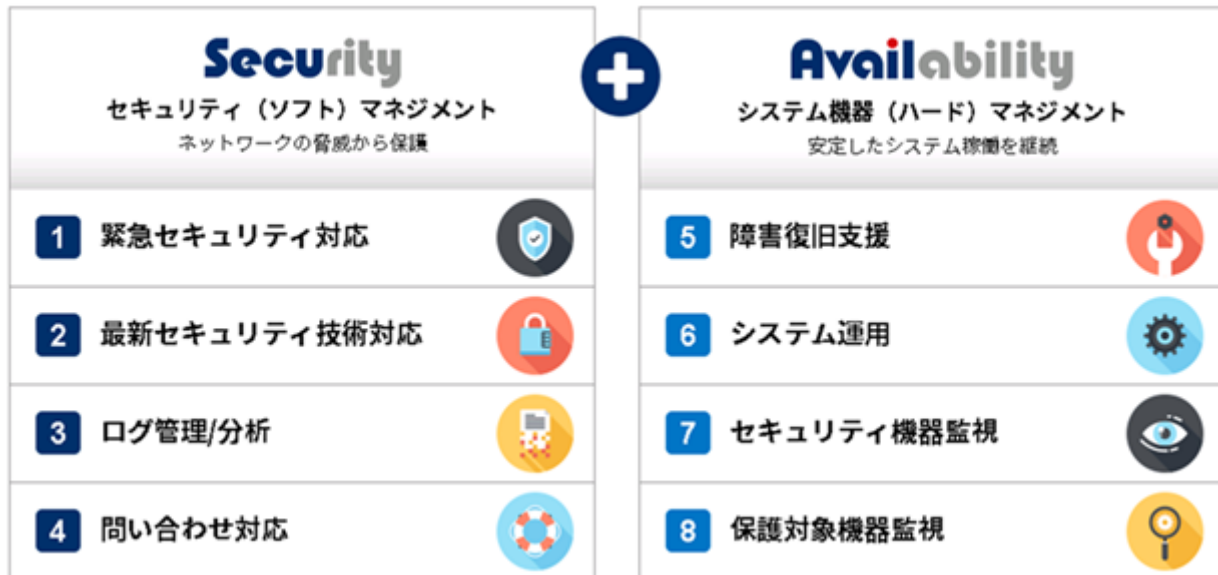 Security
セキュリティ（ソフト）マネジメント
ネットワークの脅威から保護
1 緊急セキュリティ対応
2 最新セキュリティ技術対応
3 ログ管理/分析
4 問い合わせ対応
Availability
システム機器（ハード）マネジメント
安定したシステム稼働を継続
5 障害復旧支援
6 システム運用
7 セキュリティ機器監視
8 保護対象機器監視